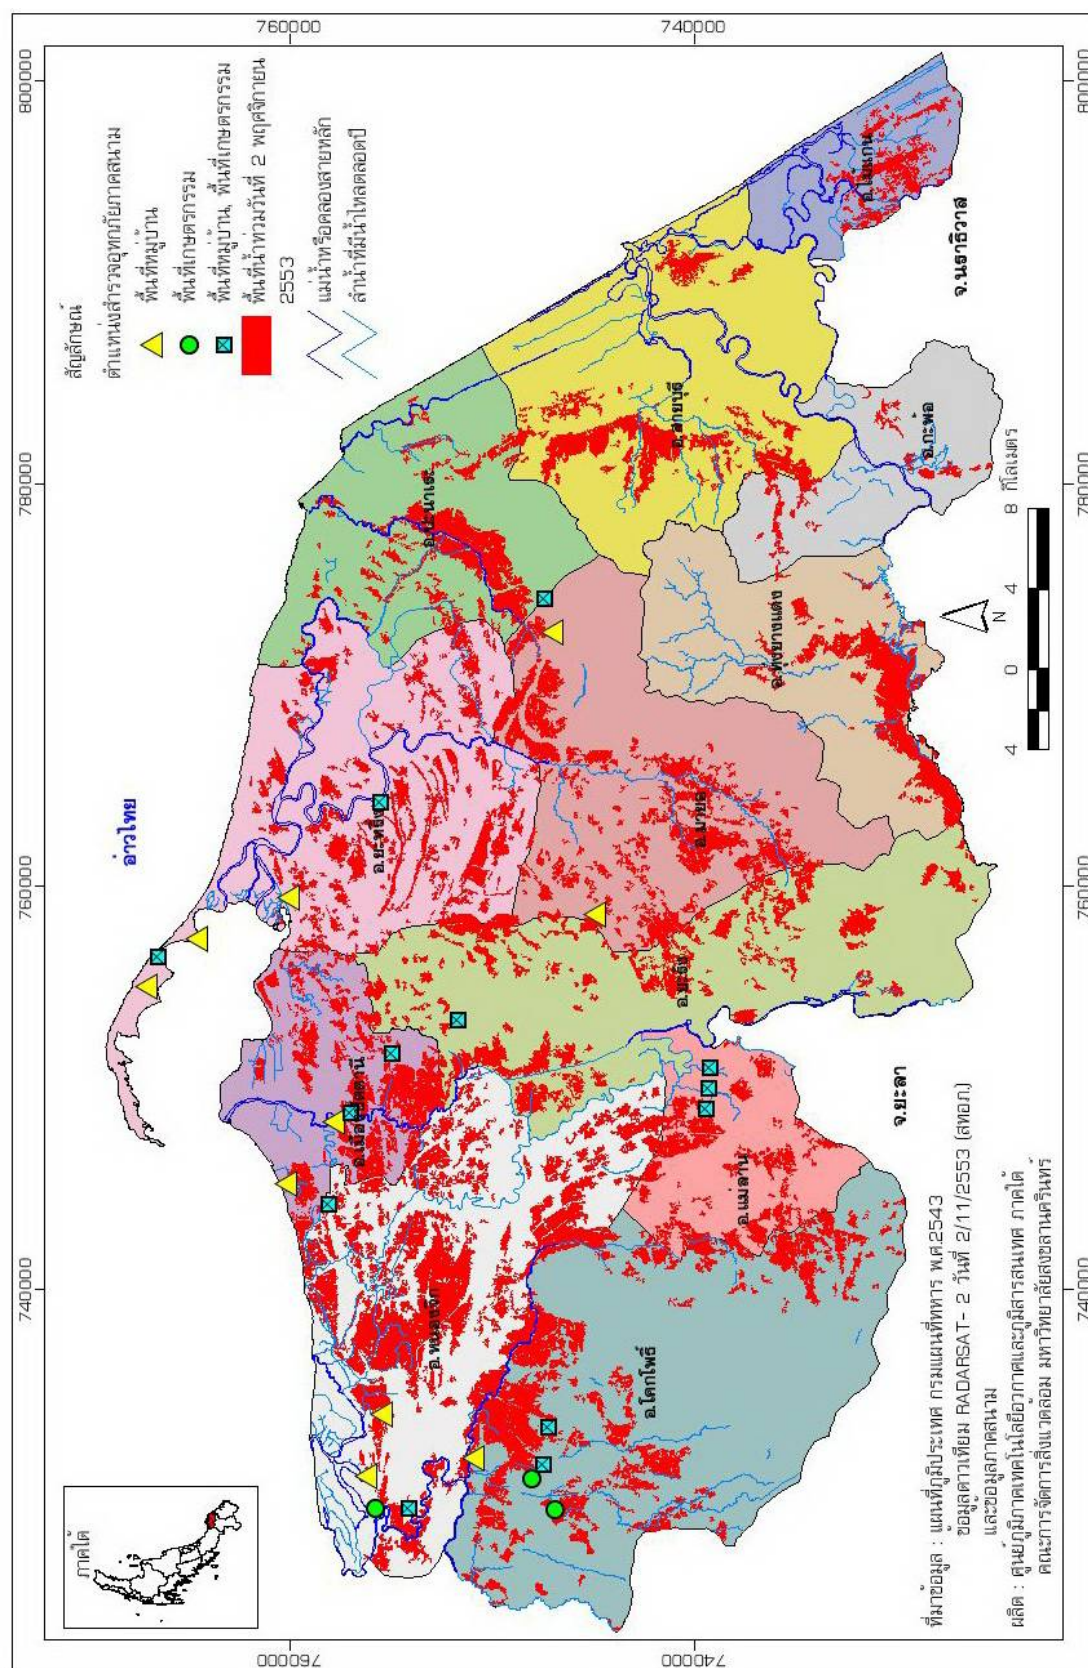 ภาคใต้
อ่าวไทย
สัญลักษณ์
ตำแหน่งสำรวจอุทกภัยภาคสนาม
พื้นที่หมู่บ้าน
พื้นที่เกษตรกรรม
พื้นที่หมู่บ้าน, พื้นที่เกษตรกรรม
พื้นที่น้ำท่วมวันที่ 2 พฤศจิกายน
2553
แม่น้ำหรือคลองสายหลัก
ลำน้ำที่มีน้ำไหลตลอดปี
740000
760000
780000
800000
760000
740000
760000
740000
อ.หนองจิก
อ.เมืองปัตตานี
อ.ยะหริ่ง
อ.ปะนาเระ
อ.โคกโพธิ์
อ.แม่ลาน
อ.ยะรัง
อ.มายอ
อ.ทุ่งยางแดง
อ.สายบุรี
อ.กะพ้อ
อ.ไม้แก่น
จ.ยะลา
จ.นราธิวาส
N
4 0 4 8 กิโลเมตร
ที่มาข้อมูล : แผนที่ภูมิประเทศ กรมแผนที่ทหาร พ.ศ.2543
ข้อมูลดาวเทียม RADARSAT- 2 วันที่ 2/11/2553 (สทอภ.)
และข้อมูลภาคสนาม
ผลิต : ศูนย์ภูมิภาคเทคโนโลยีอวกาศและภูมิสารสนเทศ ภาคใต้
คณะการจัดการสิ่งแวดล้อม มหาวิทยาลัยสงขลานครินทร์
740000
760000
780000
800000